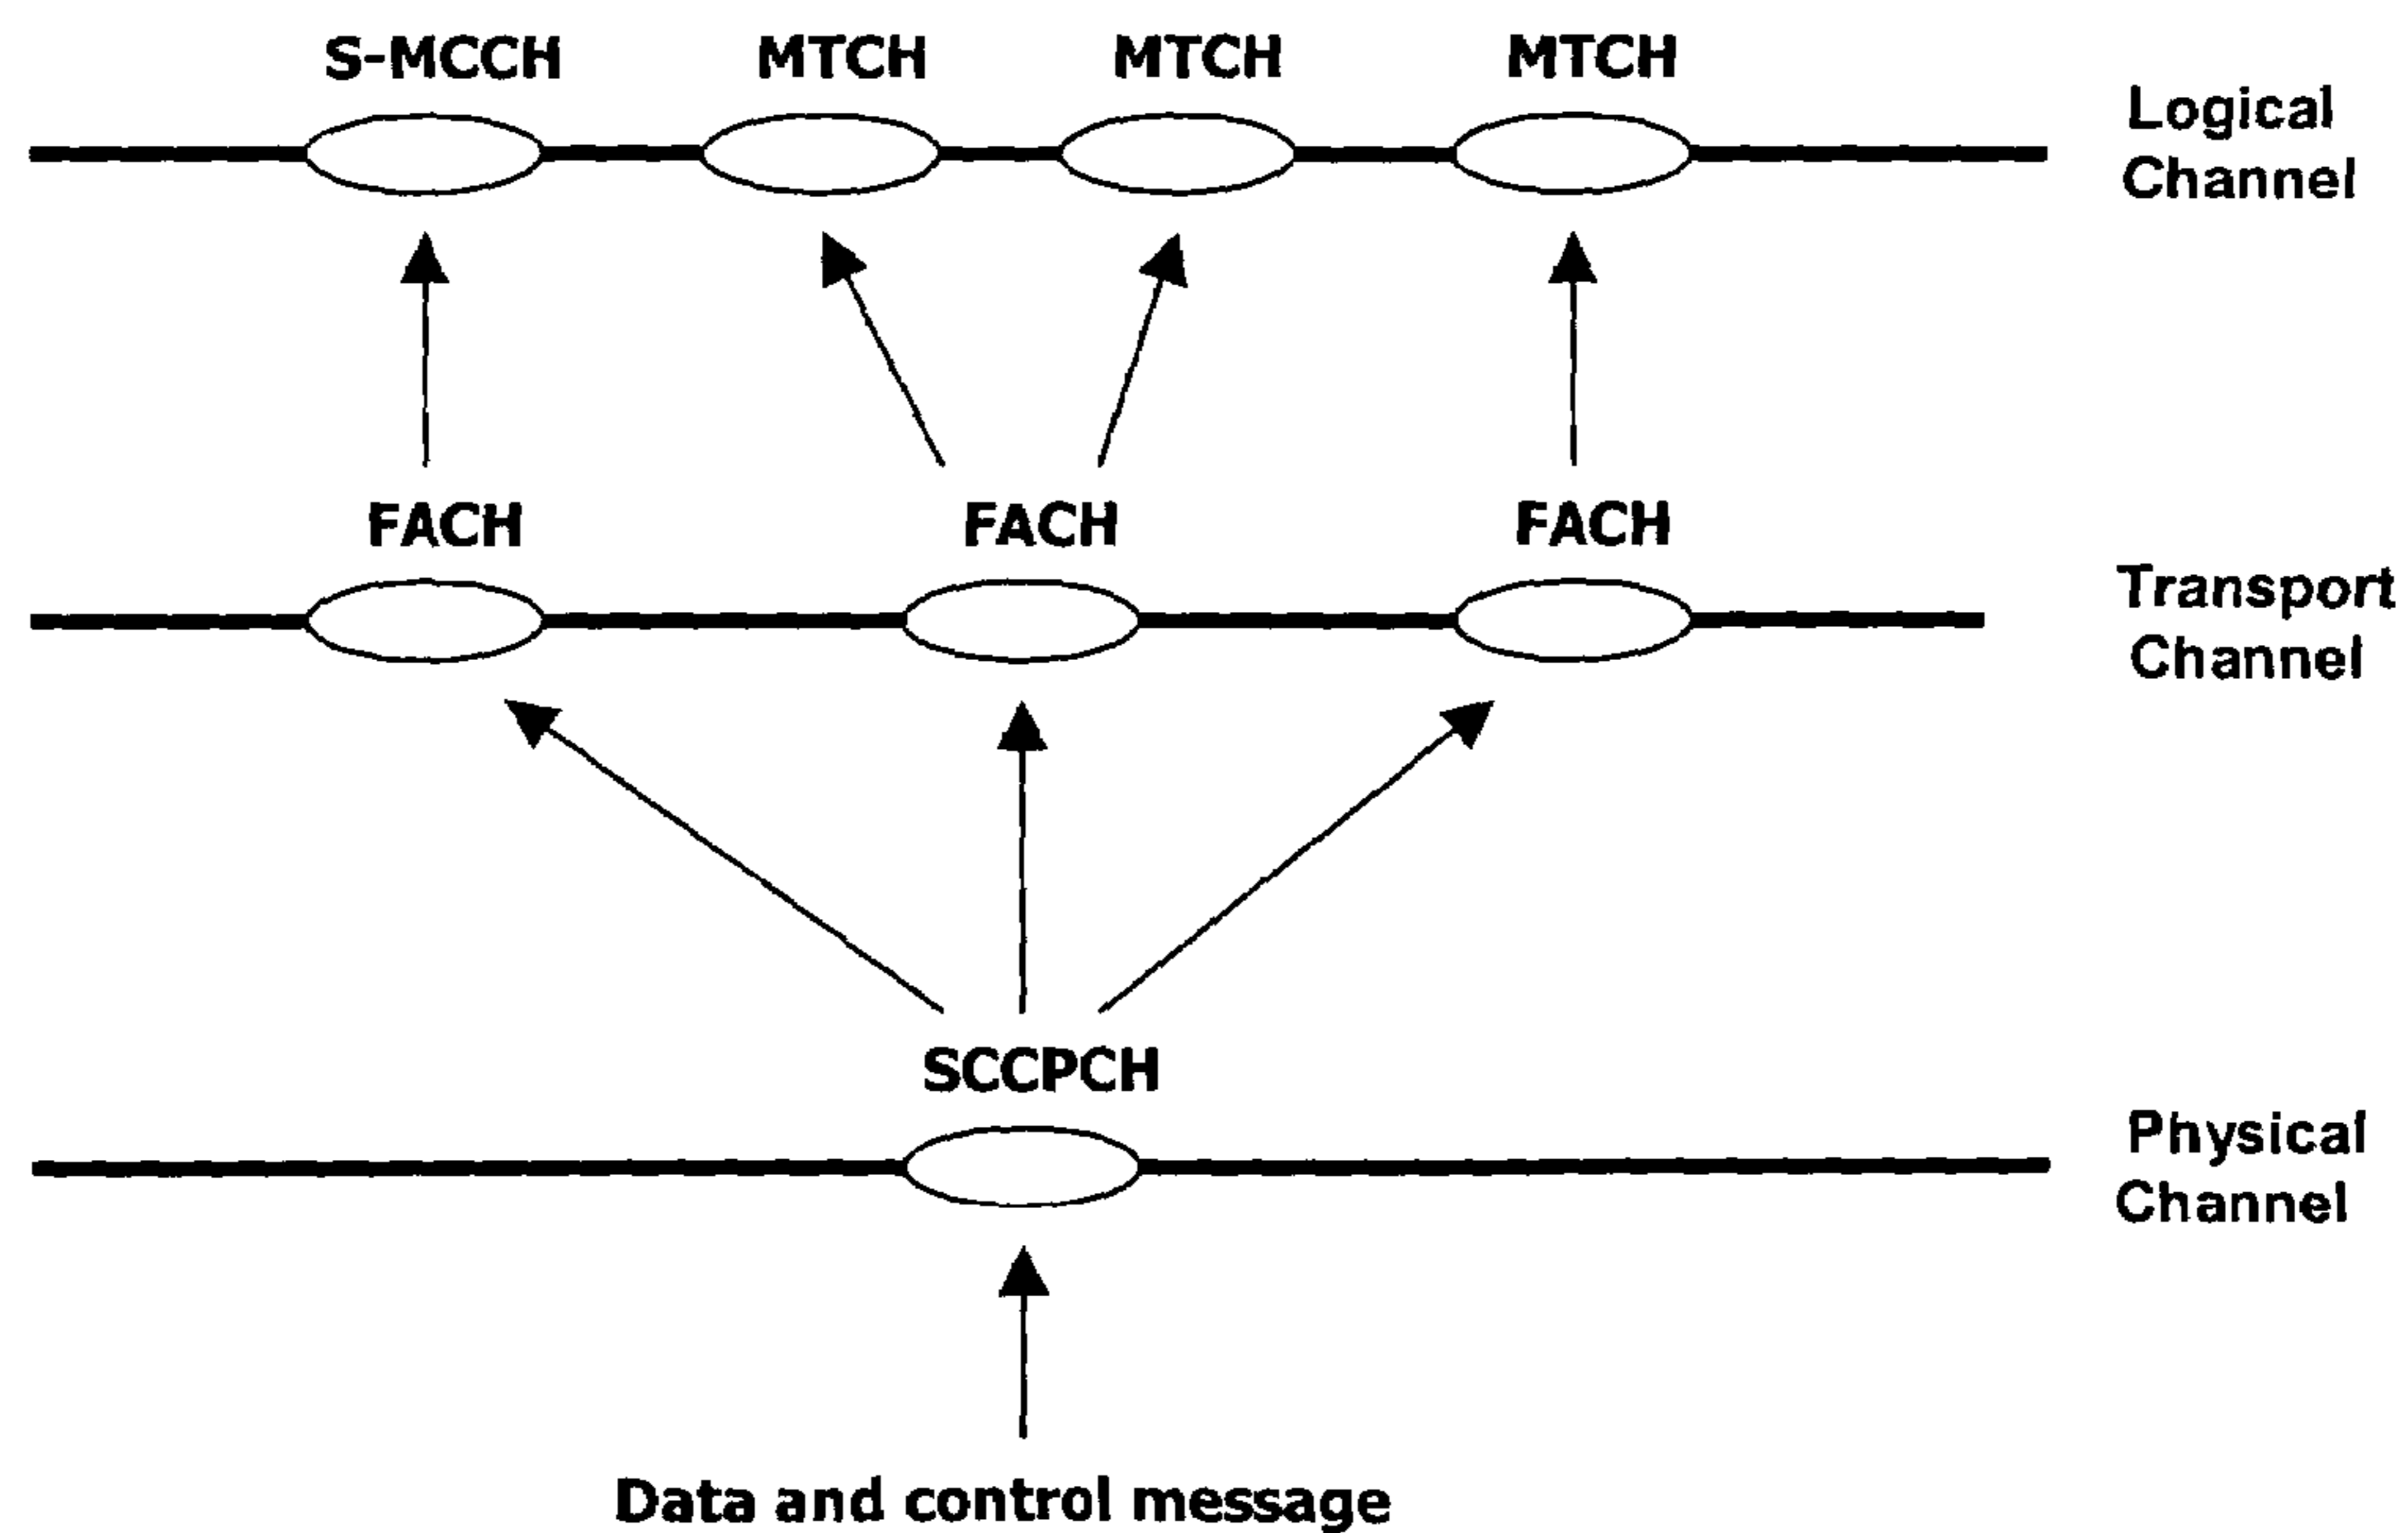 S-MCCH MTCH MTCH MTCH
Logical
Channel
FACH FACH FACH
Transport
Channel
SCCPCH
Physical
Channel
Data and control message